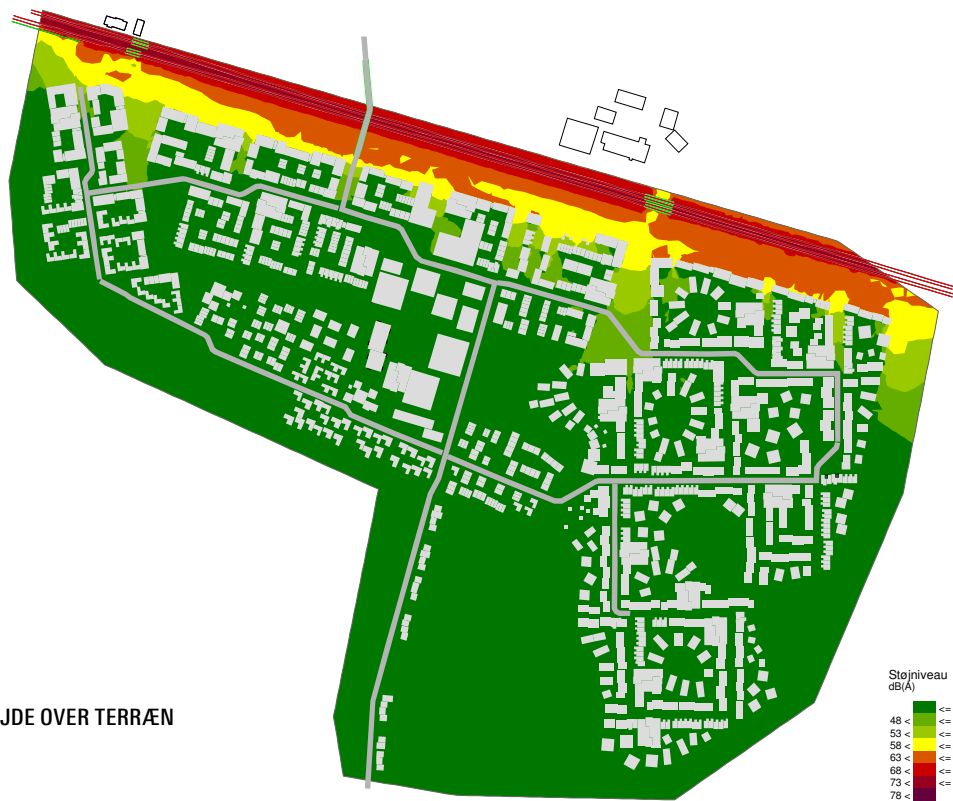 JDE OVER TERRÆN
Støjniveau
dB(A)
<=
48 < <=
53 < <=
58 < <=
63 < <=
68 < <=
73 < <=
78 <